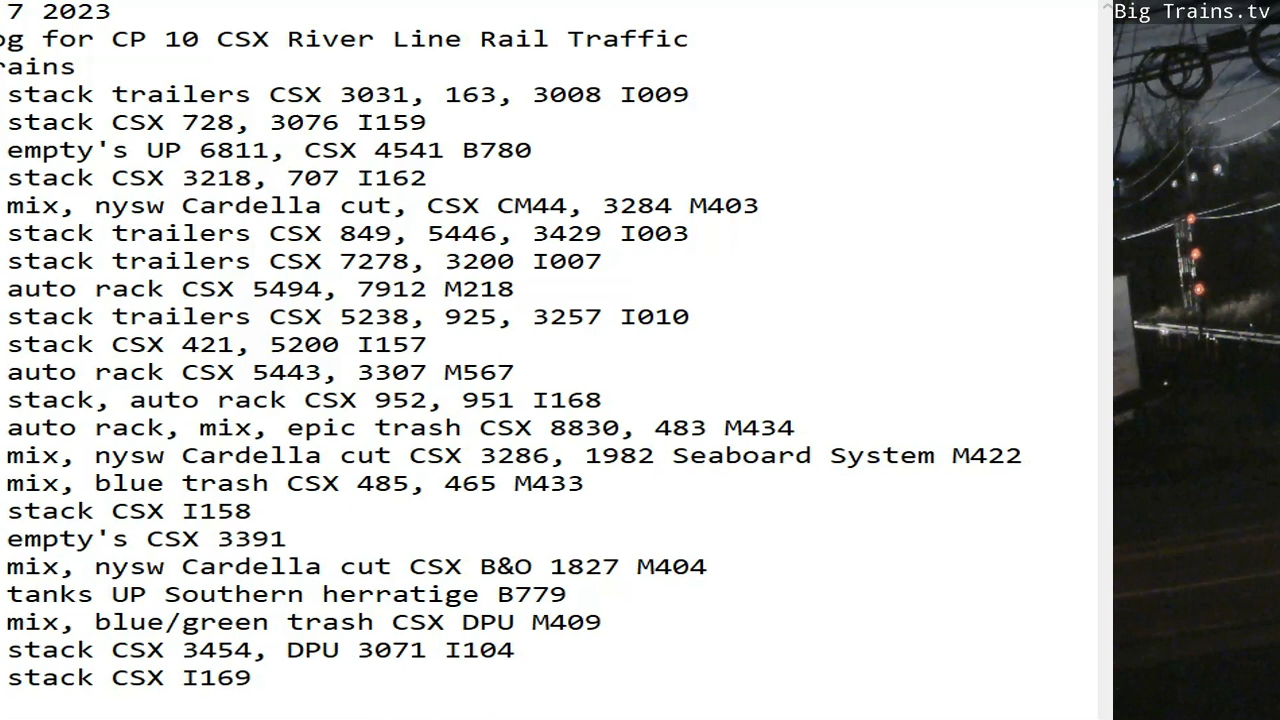 7 2023
og for CP 10 CSX River Line Rail Traffic
rains
stack trailers CSX 3031, 163, 3008 I009
stack CSX 728, 3076 I159
empty's UP 6811, CSX 4541 B780
stack CSX 3218, 707 I162
mix, nysw Cardella cut, CSX CM44, 3284 M403
stack trailers CSX 849, 5446, 3429 I003
stack trailers CSX 7278, 3200 I007
auto rack CSX 5494, 7912 M218
stack trailers CSX 5238, 925, 3257 I010
stack CSX 421, 5200 I157
auto rack CSX 5443, 3307 M567
stack, auto rack CSX 952, 951 I168
auto rack, mix, epic trash CSX 8830, 483 M434
mix, nysw Cardella cut CSX 3286, 1982 Seaboard System M422
mix, blue trash CSX 485, 465 M433
stack CSX I158
empty's CSX 3391
mix, nysw Cardella cut CSX B&O 1827 M404
tanks UP Southern herratige B779
mix, blue/green trash CSX DPU M409
stack CSX 3454, DPU 3071 I104
stack CSX I169
Big Trains.tv